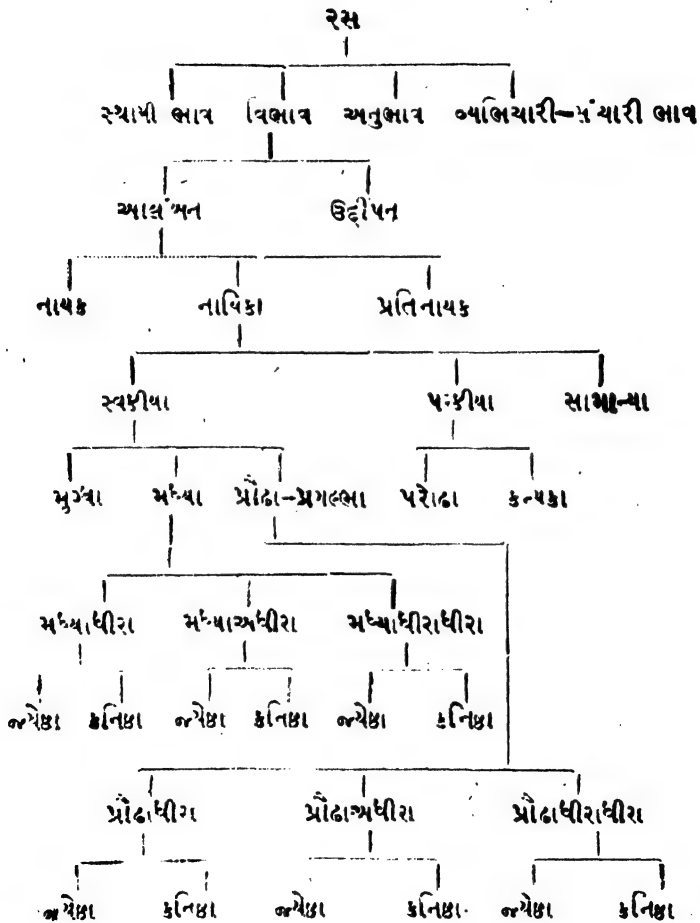 રસ
સ્થાયી ભાવ વિભાવ અનુભાવ વ્યભિચારી–સંચારી ભાવ
આલંબન ઉદ્દીપન
નાયક નાયિકા પ્રતિનાયક
સ્વકીયા પરકીયા સામાન્યા
મુગ્ધા મધ્યા પ્રૌઢા–પ્રગલ્ભા પરોઢા કન્યકા
મધ્યાધીરા મધ્યાઅધીરા મધ્યાધીરાધીરા
જ્યેષ્ઠા કનિષ્ઠા જ્યેષ્ઠા કનિષ્ઠા જ્યેષ્ઠા કનિષ્ઠા
પ્રૌઢાધીરા પ્રૌઢાઅધીરા પ્રૌઢાધીરાધીરા
જ્યેષ્ઠા કનિષ્ઠા જ્યેષ્ઠા કનિષ્ઠા જ્યેષ્ઠા કનિષ્ઠા